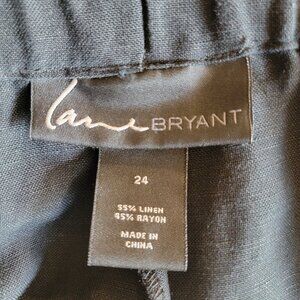 lane BRYANT
24
55% LINEN
45% RAYON
MADE IN
CHINA